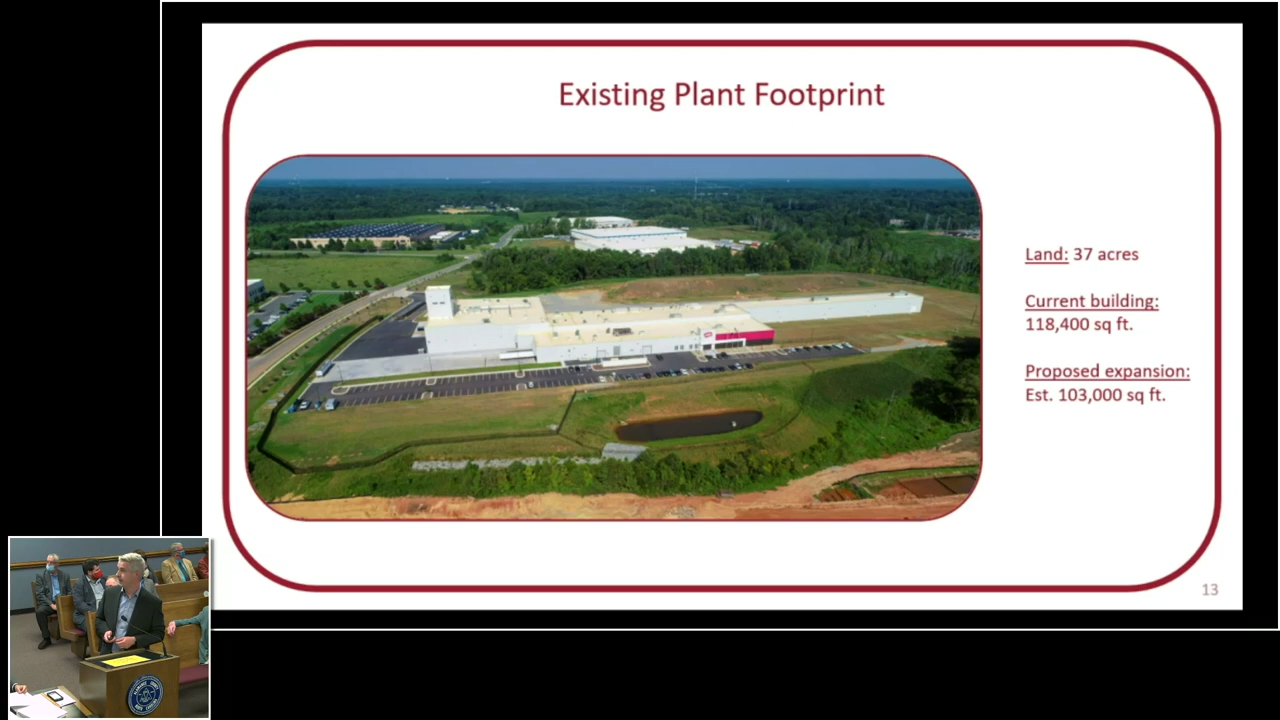 Existing Plant Footprint
Land: 37 acres
Current building:
118,400 sq ft.
Proposed expansion:
Est. 103,000 sq ft.
13